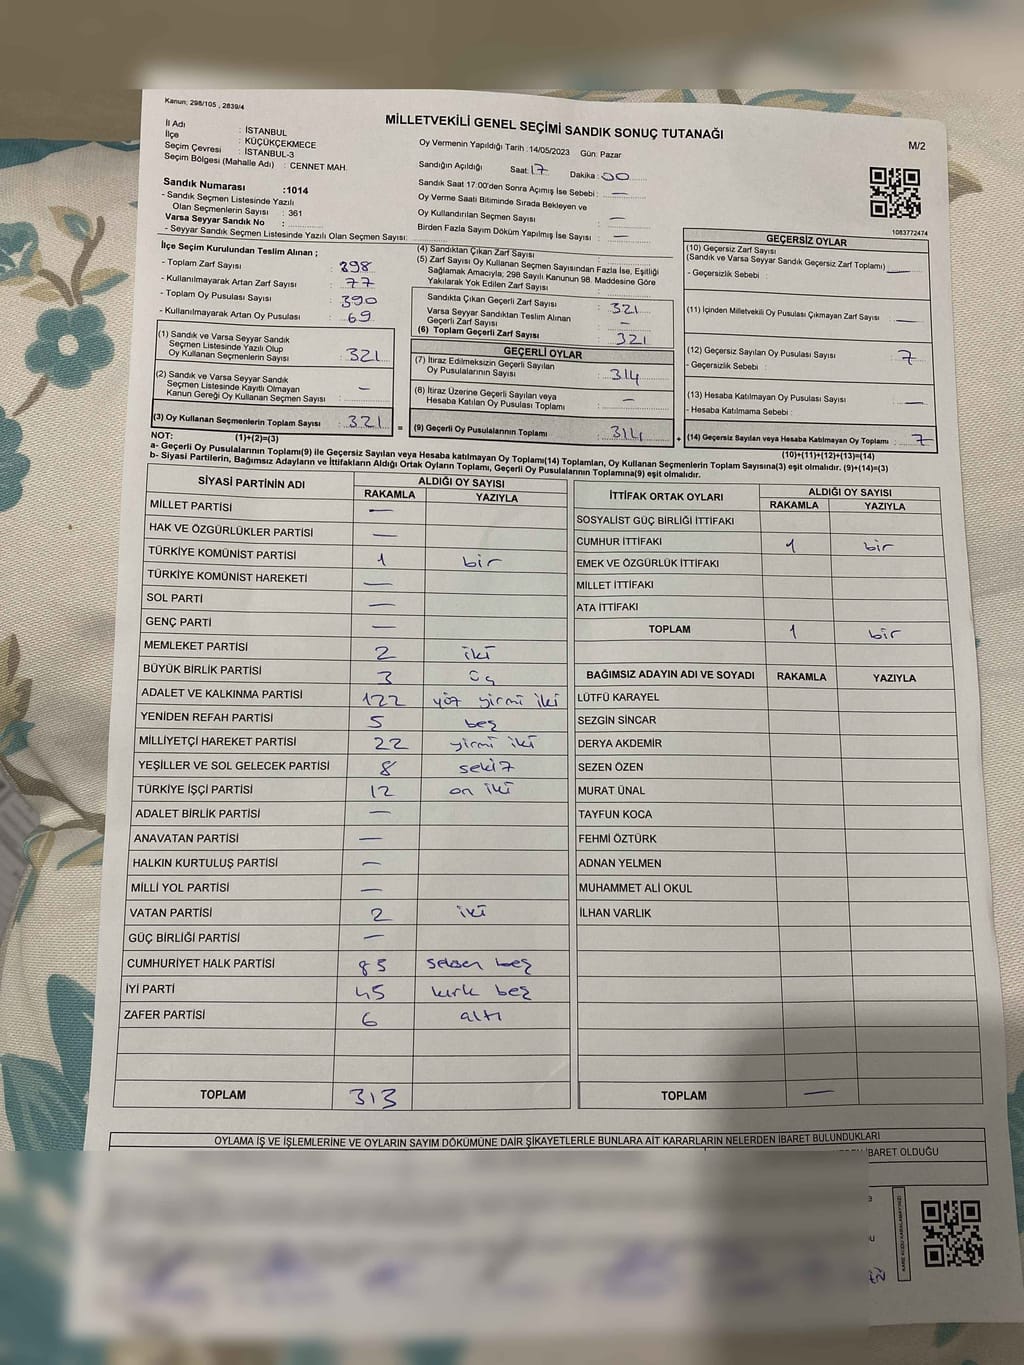 Kanun: 298/105 , 2839/4
MİLLETVEKİLİ GENEL SEÇİMİ SANDIK SONUÇ TUTANAĞI
M/2
İl Adı : İSTANBUL
İlçe : KÜÇÜKÇEKMECE
Seçim Çevresi : İSTANBUL-3
Seçim Bölgesi (Mahalle Adı) : CENNET MAH.
Sandık Numarası :1014
- Sandık Seçmen Listesinde Yazılı
Olan Seçmenlerin Sayısı : 361
Varsa Seyyar Sandık No :
- Seyyar Sandık Seçmen Listesinde Yazılı Olan Seçmen Sayısı:
Oy Vermenin Yapıldığı Tarih :14/05/2023 Gün: Pazar
Sandığın Açıldığı Saat: 17 Dakika: 00
Sandık Saat 17:00'den Sonra Açımış İse Sebebi : —
Oy Verme Saati Bitiminde Sırada Bekleyen ve
Oy Kullandırılan Seçmen Sayısı : —
Birden Fazla Sayım Döküm Yapılmış İse Sayısı : —
1083772474
İlçe Seçim Kurulundan Teslim Alınan ;
- Toplam Zarf Sayısı : 398
- Kullanılmayarak Artan Zarf Sayısı : 77
- Toplam Oy Pusulası Sayısı : 390
- Kullanılmayarak Artan Oy Pusulası : 69
(1) Sandık ve Varsa Seyyar Sandık
Seçmen Listesinde Yazılı Olup
Oy Kullanan Seçmenlerin Sayısı : 321
(2) Sandık ve Varsa Seyyar Sandık
Seçmen Listesinde Kayıtlı Olmayan
Kanun Gereği Oy Kullanan Seçmen Sayısı : —
(3) Oy Kullanan Seçmenlerin Toplam Sayısı : 321
(4) Sandıktan Çıkan Zarf Sayısı :
(5) Zarf Sayısı Oy Kullanan Seçmen Sayısından Fazla İse, Eşitliği
Sağlamak Amacıyla; 298 Sayılı Kanunun 98. Maddesine Göre
Yakılarak Yok Edilen Zarf Sayısı :
Sandıkta Çıkan Geçerli Zarf Sayısı : 321
Varsa Seyyar Sandıktan Teslim Alınan
Geçerli Zarf Sayısı : —
(6) Toplam Geçerli Zarf Sayısı : 321
GEÇERLİ OYLAR
(7) İtiraz Edilmeksizin Geçerli Sayılan
Oy Pusulalarının Sayısı : 314
(8) İtiraz Üzerine Geçerli Sayılan veya
Hesaba Katılan Oy Pusulası Toplamı : —
= (9) Geçerli Oy Pusulalarının Toplamı : 314
GEÇERSİZ OYLAR
(10) Geçersiz Zarf Sayısı
(Sandık ve Varsa Seyyar Sandık Geçersiz Zarf Toplamı) : —
- Geçersizlik Sebebi :
(11) İçinden Milletvekili Oy Pusulası Çıkmayan Zarf Sayısı : —
(12) Geçersiz Sayılan Oy Pusulası Sayısı : 7
- Geçersizlik Sebebi :
(13) Hesaba Katılmayan Oy Pusulası Sayısı : —
- Hesaba Katılmama Sebebi :
+ (14) Geçersiz Sayılan veya Hesaba Katılmayan Oy Toplamı : 7
NOT: (1)+(2)=(3)
(10)+(11)+(12)+(13)=(14)
a- Geçerli Oy Pusulalarının Toplamı(9) ile Geçersiz Sayılan veya Hesaba katılmayan Oy Toplamı(14) Toplamları, Oy Kullanan Seçmenlerin Toplam Sayısına(3) eşit olmalıdır. (9)+(14)=(3)
b- Siyasi Partilerin, Bağımsız Adayların ve İttifakların Aldığı Ortak Oyların Toplamı, Geçerli Oy Pusulalarının Toplamına(9) eşit olmalıdır.
SİYASİ PARTİNİN ADI ALDIĞI OY SAYISI
RAKAMLA YAZIYLA
MİLLET PARTİSİ —
HAK VE ÖZGÜRLÜKLER PARTİSİ —
TÜRKİYE KOMÜNİST PARTİSİ 1 bir
TÜRKİYE KOMÜNİST HAREKETİ —
SOL PARTİ —
GENÇ PARTİ —
MEMLEKET PARTİSİ 2 iki
BÜYÜK BİRLİK PARTİSİ 3 üç
ADALET VE KALKINMA PARTİSİ 122 yüz yirmi iki
YENİDEN REFAH PARTİSİ 5 beş
MİLLİYETÇİ HAREKET PARTİSİ 22 yirmi iki
YEŞİLLER VE SOL GELECEK PARTİSİ 8 sekiz
TÜRKİYE İŞÇİ PARTİSİ 12 on iki
ADALET BİRLİK PARTİSİ —
ANAVATAN PARTİSİ —
HALKIN KURTULUŞ PARTİSİ —
MİLLİ YOL PARTİSİ —
VATAN PARTİSİ 2 iki
GÜÇ BİRLİĞİ PARTİSİ —
CUMHURİYET HALK PARTİSİ 85 seksen beş
İYİ PARTİ 45 kırk beş
ZAFER PARTİSİ 6 altı
TOPLAM 313
İTTİFAK ORTAK OYLARI ALDIĞI OY SAYISI
RAKAMLA YAZIYLA
SOSYALİST GÜÇ BİRLİĞİ İTTİFAKI
CUMHUR İTTİFAKI 1 bir
EMEK VE ÖZGÜRLÜK İTTİFAKI
MİLLET İTTİFAKI
ATA İTTİFAKI
TOPLAM 1 bir
BAĞIMSIZ ADAYIN ADI VE SOYADI RAKAMLA YAZIYLA
LÜTFÜ KARAYEL
SEZGİN SİNCAR
DERYA AKDEMİR
SEZEN ÖZEN
MURAT ÜNAL
TAYFUN KOCA
FEHMİ ÖZTÜRK
ADNAN YELMEN
MUHAMMET ALİ OKUL
İLHAN VARLIK
TOPLAM —
OYLAMA İŞ VE İŞLEMLERİNE VE OYLARIN SAYIM DÖKÜMÜNE DAİR ŞİKAYETLERLE BUNLARA AİT KARARLARIN NELERDEN İBARET BULUNDUKLARI
İBARET OLDUĞU